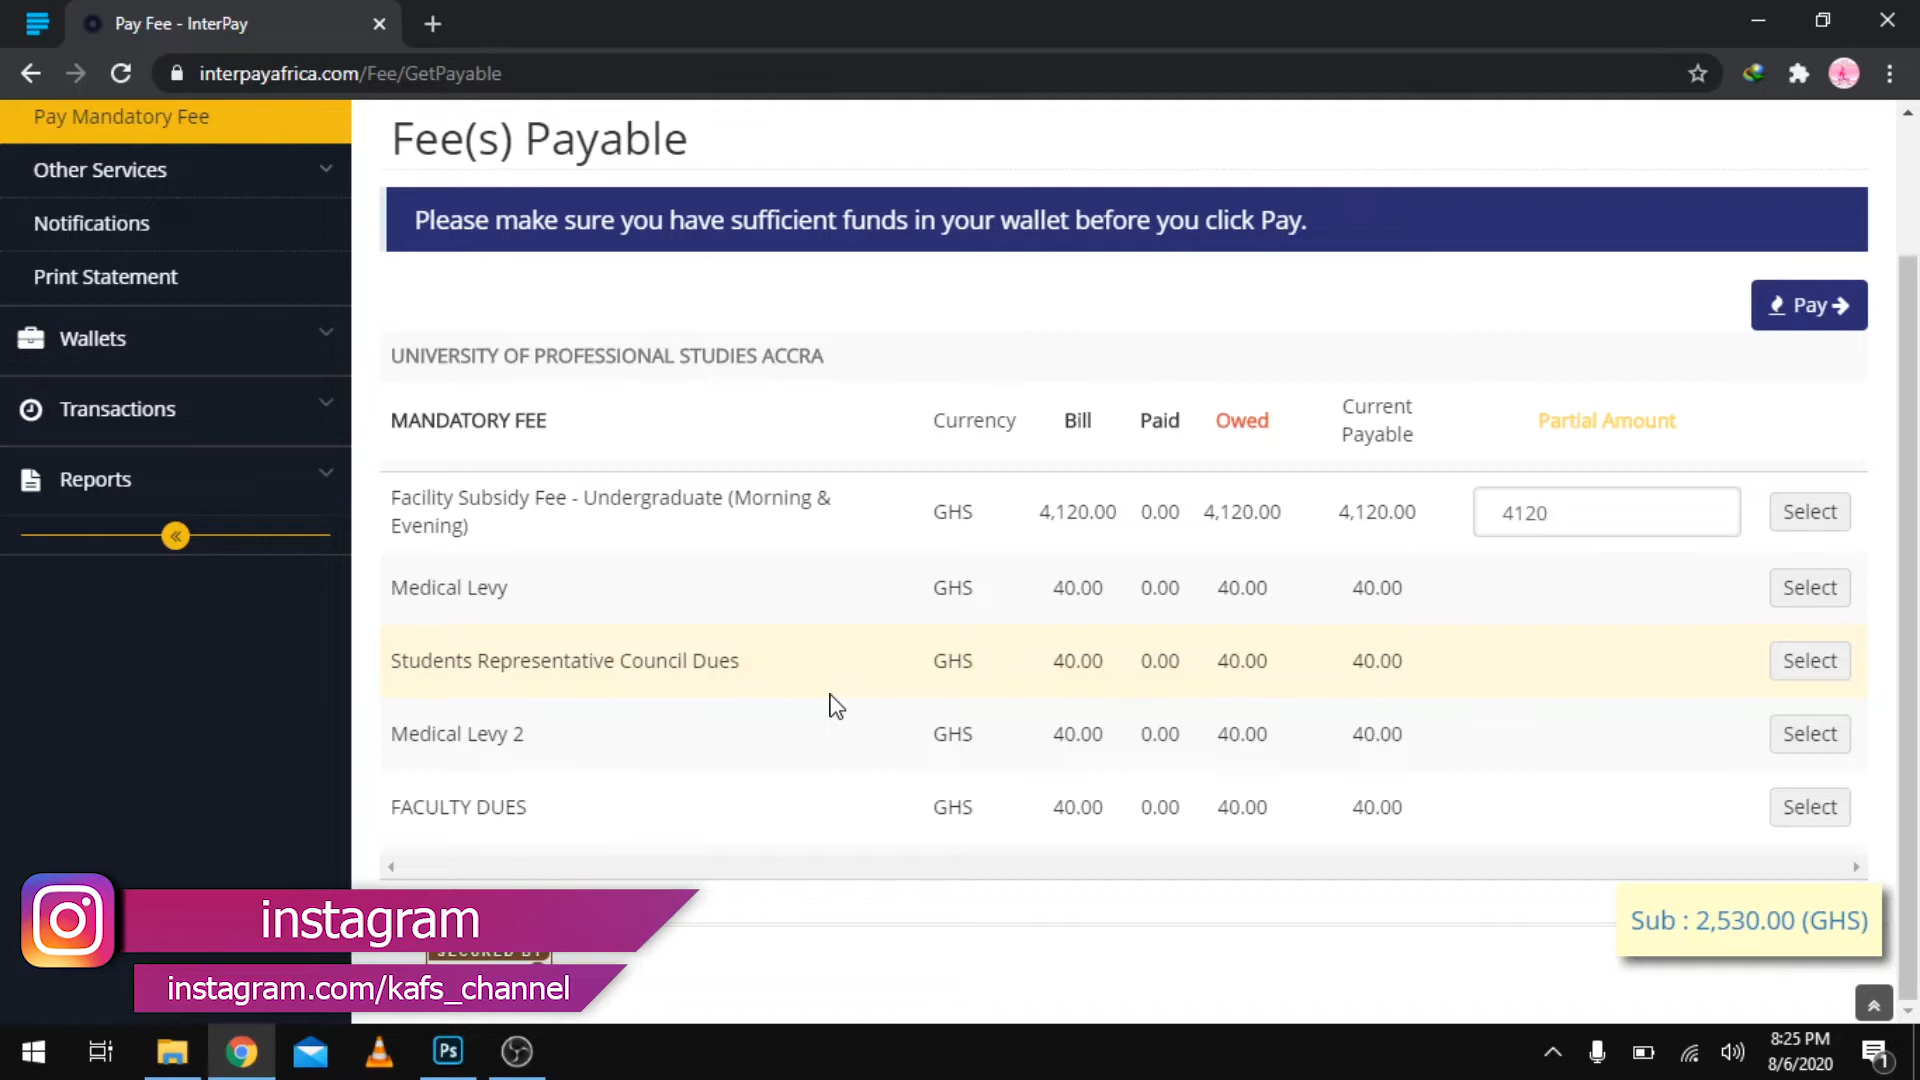 Pay Fee - InterPay
interpayafrica.com/Fee/GetPayable
Pay Mandatory Fee
Other Services
Notifications
Print Statement
Wallets
Transactions
Reports
Fee(s) Payable
Please make sure you have sufficient funds in your wallet before you click Pay.
Pay
UNIVERSITY OF PROFESSIONAL STUDIES ACCRA
MANDATORY FEE Currency Bill Paid Owed Current Payable Partial Amount
Facility Subsidy Fee - Undergraduate (Morning &
Evening) GHS 4,120.00 0.00 4,120.00 4,120.00 4120 Select
Medical Levy GHS 40.00 0.00 40.00 40.00 Select
Students Representative Council Dues GHS 40.00 0.00 40.00 40.00 Select
Medical Levy 2 GHS 40.00 0.00 40.00 40.00 Select
FACULTY DUES GHS 40.00 0.00 40.00 40.00 Select
Sub : 2,530.00 (GHS)
instagram
SECURED BY
instagram.com/kafs_channel
Ps
8:25 PM
8/6/2020
1